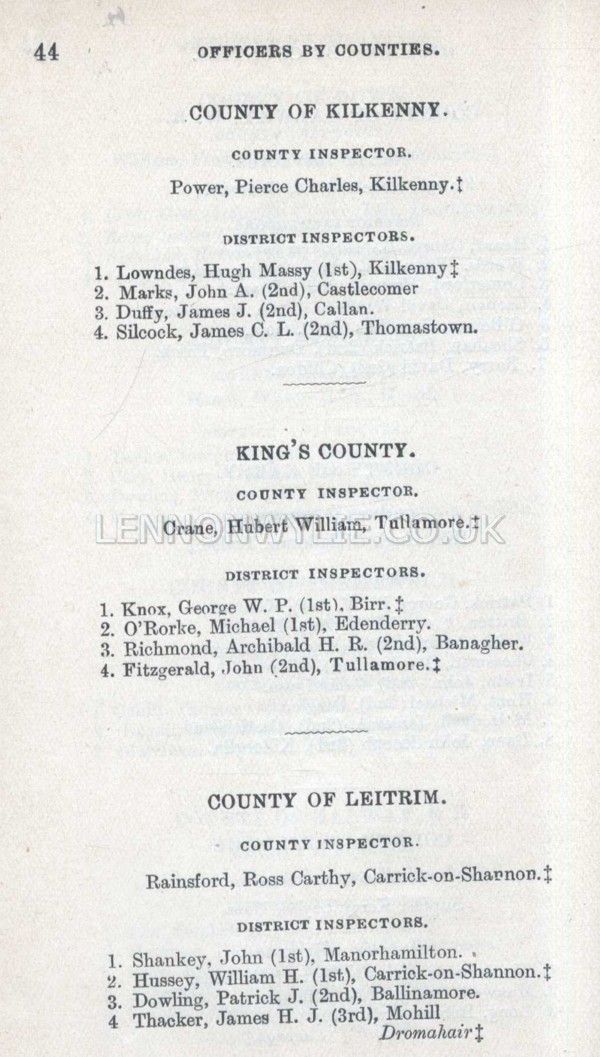 44
OFFICERS BY COUNTIES.
COUNTY OF KILKENNY.
COUNTY INSPECTOR.
Power, Pierce Charles, Kilkenny.†
DISTRICT INSPECTORS.
1. Lowndes, Hugh Massy (1st), Kilkenny‡
2. Marks, John A. (2nd), Castlecomer
3. Duffy, James J. (2nd), Callan.
4. Silcock, James C. L. (2nd), Thomastown.
KING'S COUNTY.
COUNTY INSPECTOR.
LENNONWYLIE.CO.UK
Crane, Hubert William, Tullamore.‡
DISTRICT INSPECTORS.
1. Knox, George W. P. (1st). Birr.‡
2. O'Rorke, Michael (1st), Edenderry.
3. Richmond, Archibald H. R. (2nd), Banagher.
4. Fitzgerald, John (2nd), Tullamore.‡
COUNTY OF LEITRIM.
COUNTY INSPECTOR.
Rainsford, Ross Carthy, Carrick-on-Shannon.‡
DISTRICT INSPECTORS.
1. Shankey, John (1st), Manorhamilton.
2. Hussey, William H. (1st), Carrick-on-Shannon.‡
3. Dowling, Patrick J. (2nd), Ballinamore.
4 Thacker, James H. J. (3rd), Mohill
Dromahair‡